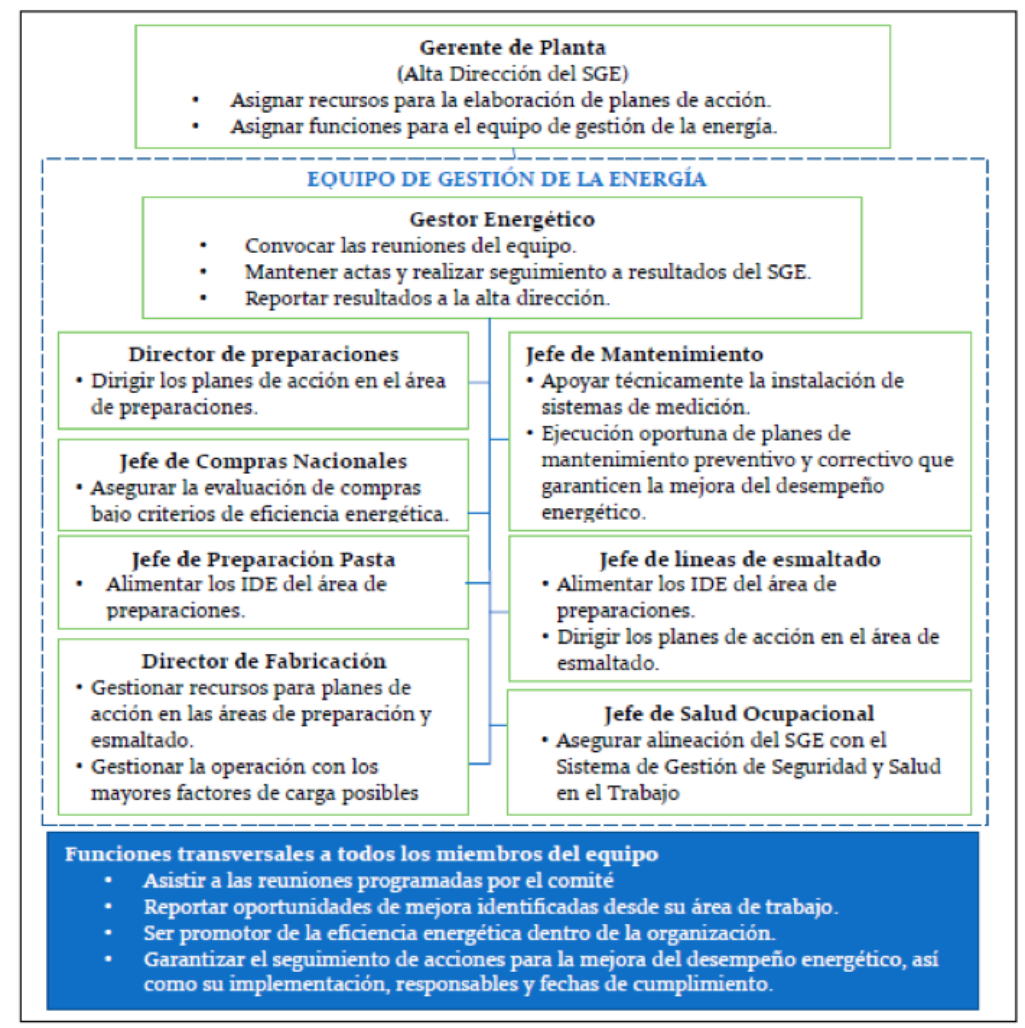 Gerente de Planta
(Alta Dirección del SGE)
• Asignar recursos para la elaboración de planes de acción.
• Asignar funciones para el equipo de gestión de la energía.
EQUIPO DE GESTIÓN DE LA ENERGÍA
Gestor Energético
• Convocar las reuniones del equipo.
• Mantener actas y realizar seguimiento a resultados del SGE.
• Reportar resultados a la alta dirección.
Director de preparaciones
• Dirigir los planes de acción en el área
de preparaciones.
Jefe de Compras Nacionales
• Asegurar la evaluación de compras
bajo criterios de eficiencia energética.
Jefe de Preparación Pasta
• Alimentar los IDE del área de
preparaciones.
Director de Fabricación
• Gestionar recursos para planes de
acción en las áreas de preparación y
esmaltado.
• Gestionar la operación con los
mayores factores de carga posibles
Jefe de Mantenimiento
• Apoyar técnicamente la instalación de
sistemas de medición.
• Ejecución oportuna de planes de
mantenimiento preventivo y correctivo que
garanticen la mejora del desempeño
energético.
Jefe de líneas de esmaltado
• Alimentar los IDE del área de
preparaciones.
• Dirigir los planes de acción en el área de
esmaltado.
Jefe de Salud Ocupacional
• Asegurar alineación del SGE con el
Sistema de Gestión de Seguridad y Salud
en el Trabajo
Funciones transversales a todos los miembros del equipo
• Asistir a las reuniones programadas por el comité
• Reportar oportunidades de mejora identificadas desde su área de trabajo.
• Ser promotor de la eficiencia energética dentro de la organización.
• Garantizar el seguimiento de acciones para la mejora del desempeño energético, así
como su implementación, responsables y fechas de cumplimiento.